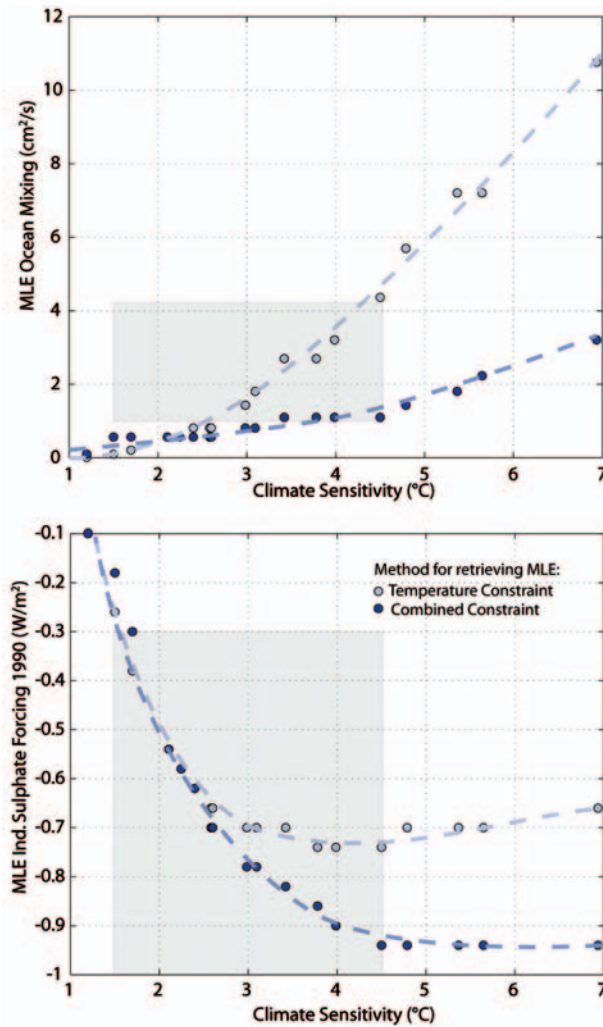 12
10
8
6
4
2
0
MLE Ocean Mixing (cm²/s)
1 2 3 4 5 6 7
Climate Sensitivity (°C)
-0.1
-0.2
-0.3
-0.4
-0.5
-0.6
-0.7
-0.8
-0.9
-1
MLE Ind. Sulphate Forcing 1990 (W/m²)
Method for retrieving MLE:
Temperature Constraint
Combined Constraint
1 2 3 4 5 6 7
Climate Sensitivity (°C)